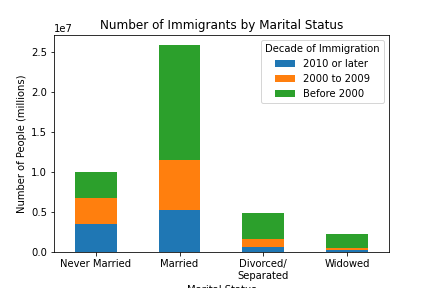 Number of Immigrants by Marital Status
1e7
Decade of Immigration
2010 or later
2000 to 2009
Before 2000
Number of People (millions)
2.5
2.0
1.5
1.0
0.5
0.0
Never Married
Married
Divorced/
Separated
Widowed
Marital Status